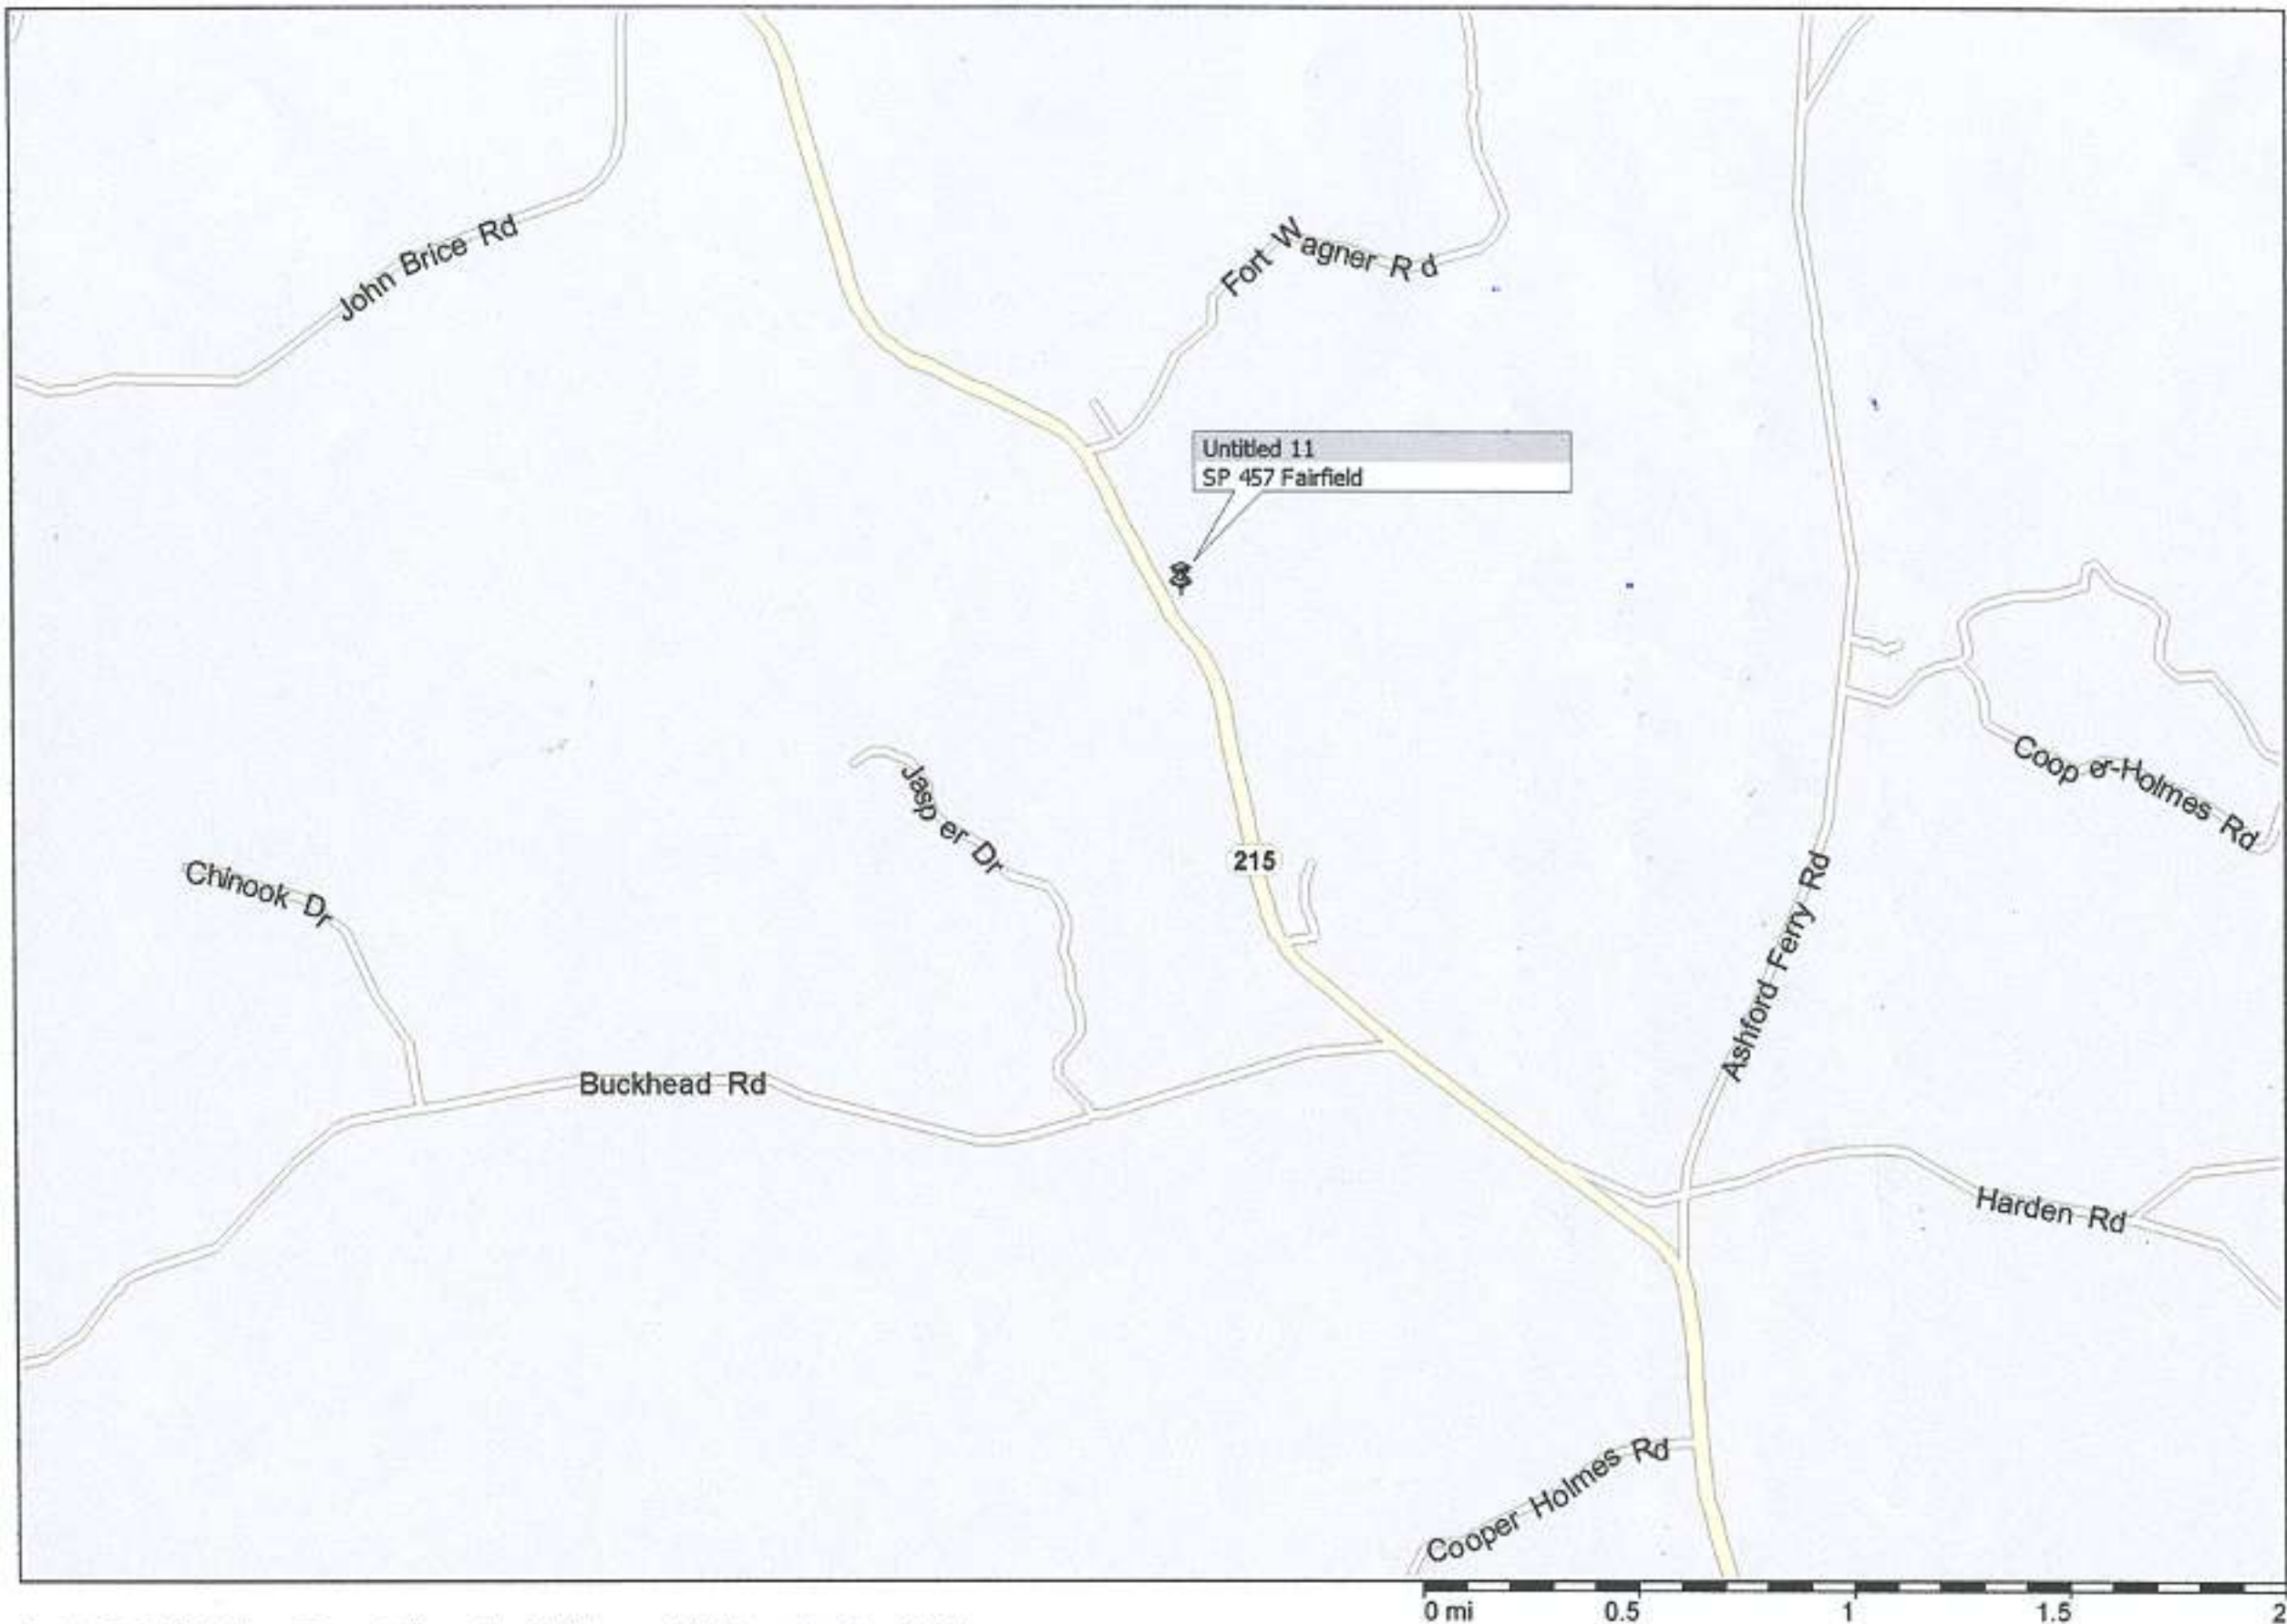 John Brice Rd
Fort Wagner Rd
Untitled 11
SP 457 Fairfield
Jasper Dr
Cooper-Holmes Rd
215
Chinook Dr
Ashford Ferry Rd
Buckhead Rd
Harden Rd
Cooper Holmes Rd
0 mi 0.5 1 1.5 2